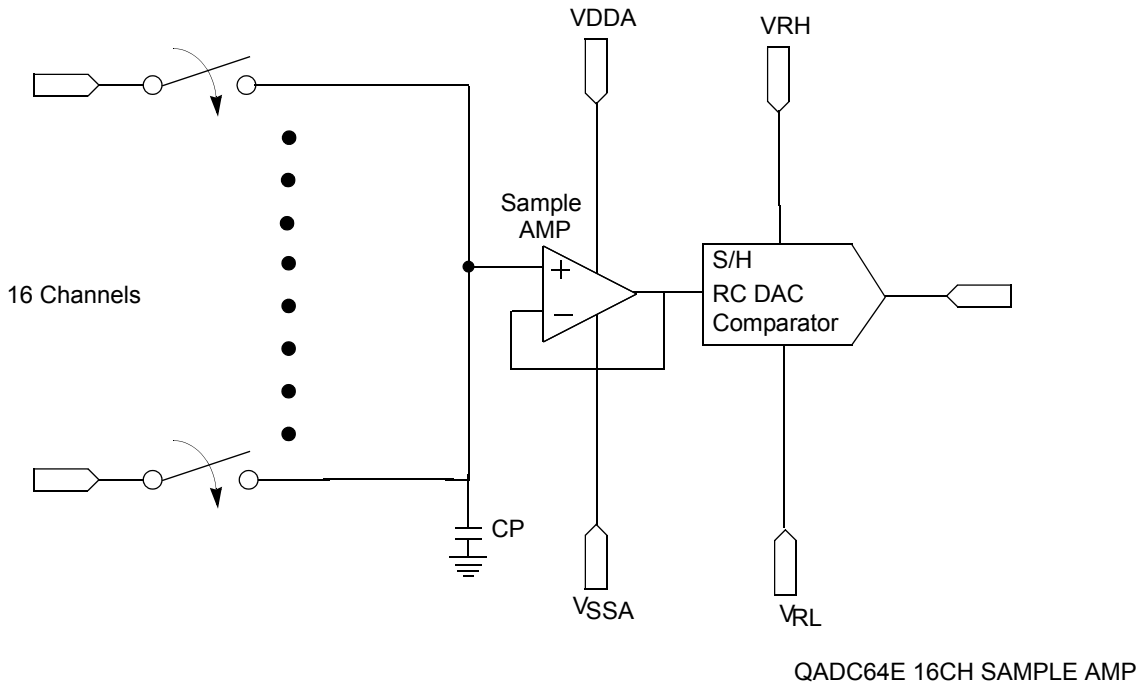 VDDA
VRH
Sample
AMP
+
S/H
RC DAC
Comparator
16 Channels
−
CP
VSSA
VRL
QADC64E 16CH SAMPLE AMP